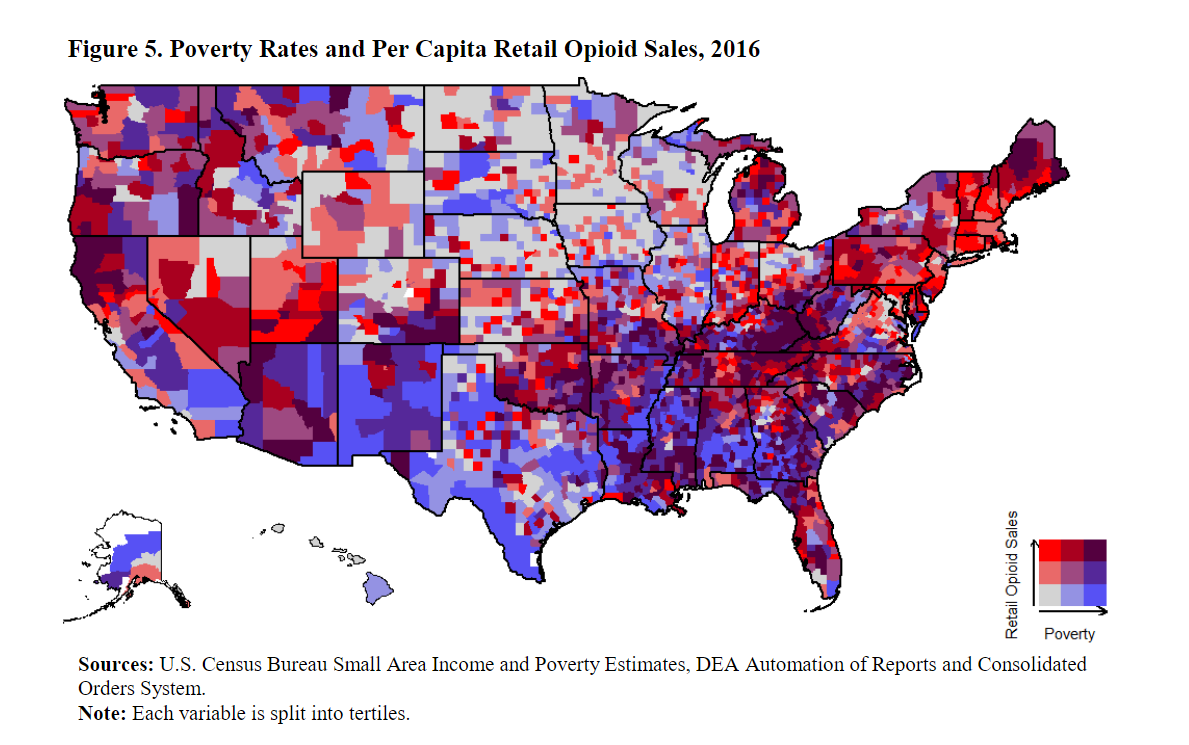 Figure 5. Poverty Rates and Per Capita Retail Opioid Sales, 2016
Retail Opioid Sales
Poverty
Sources: U.S. Census Bureau Small Area Income and Poverty Estimates, DEA Automation of Reports and Consolidated
Orders System.
Note: Each variable is split into tertiles.